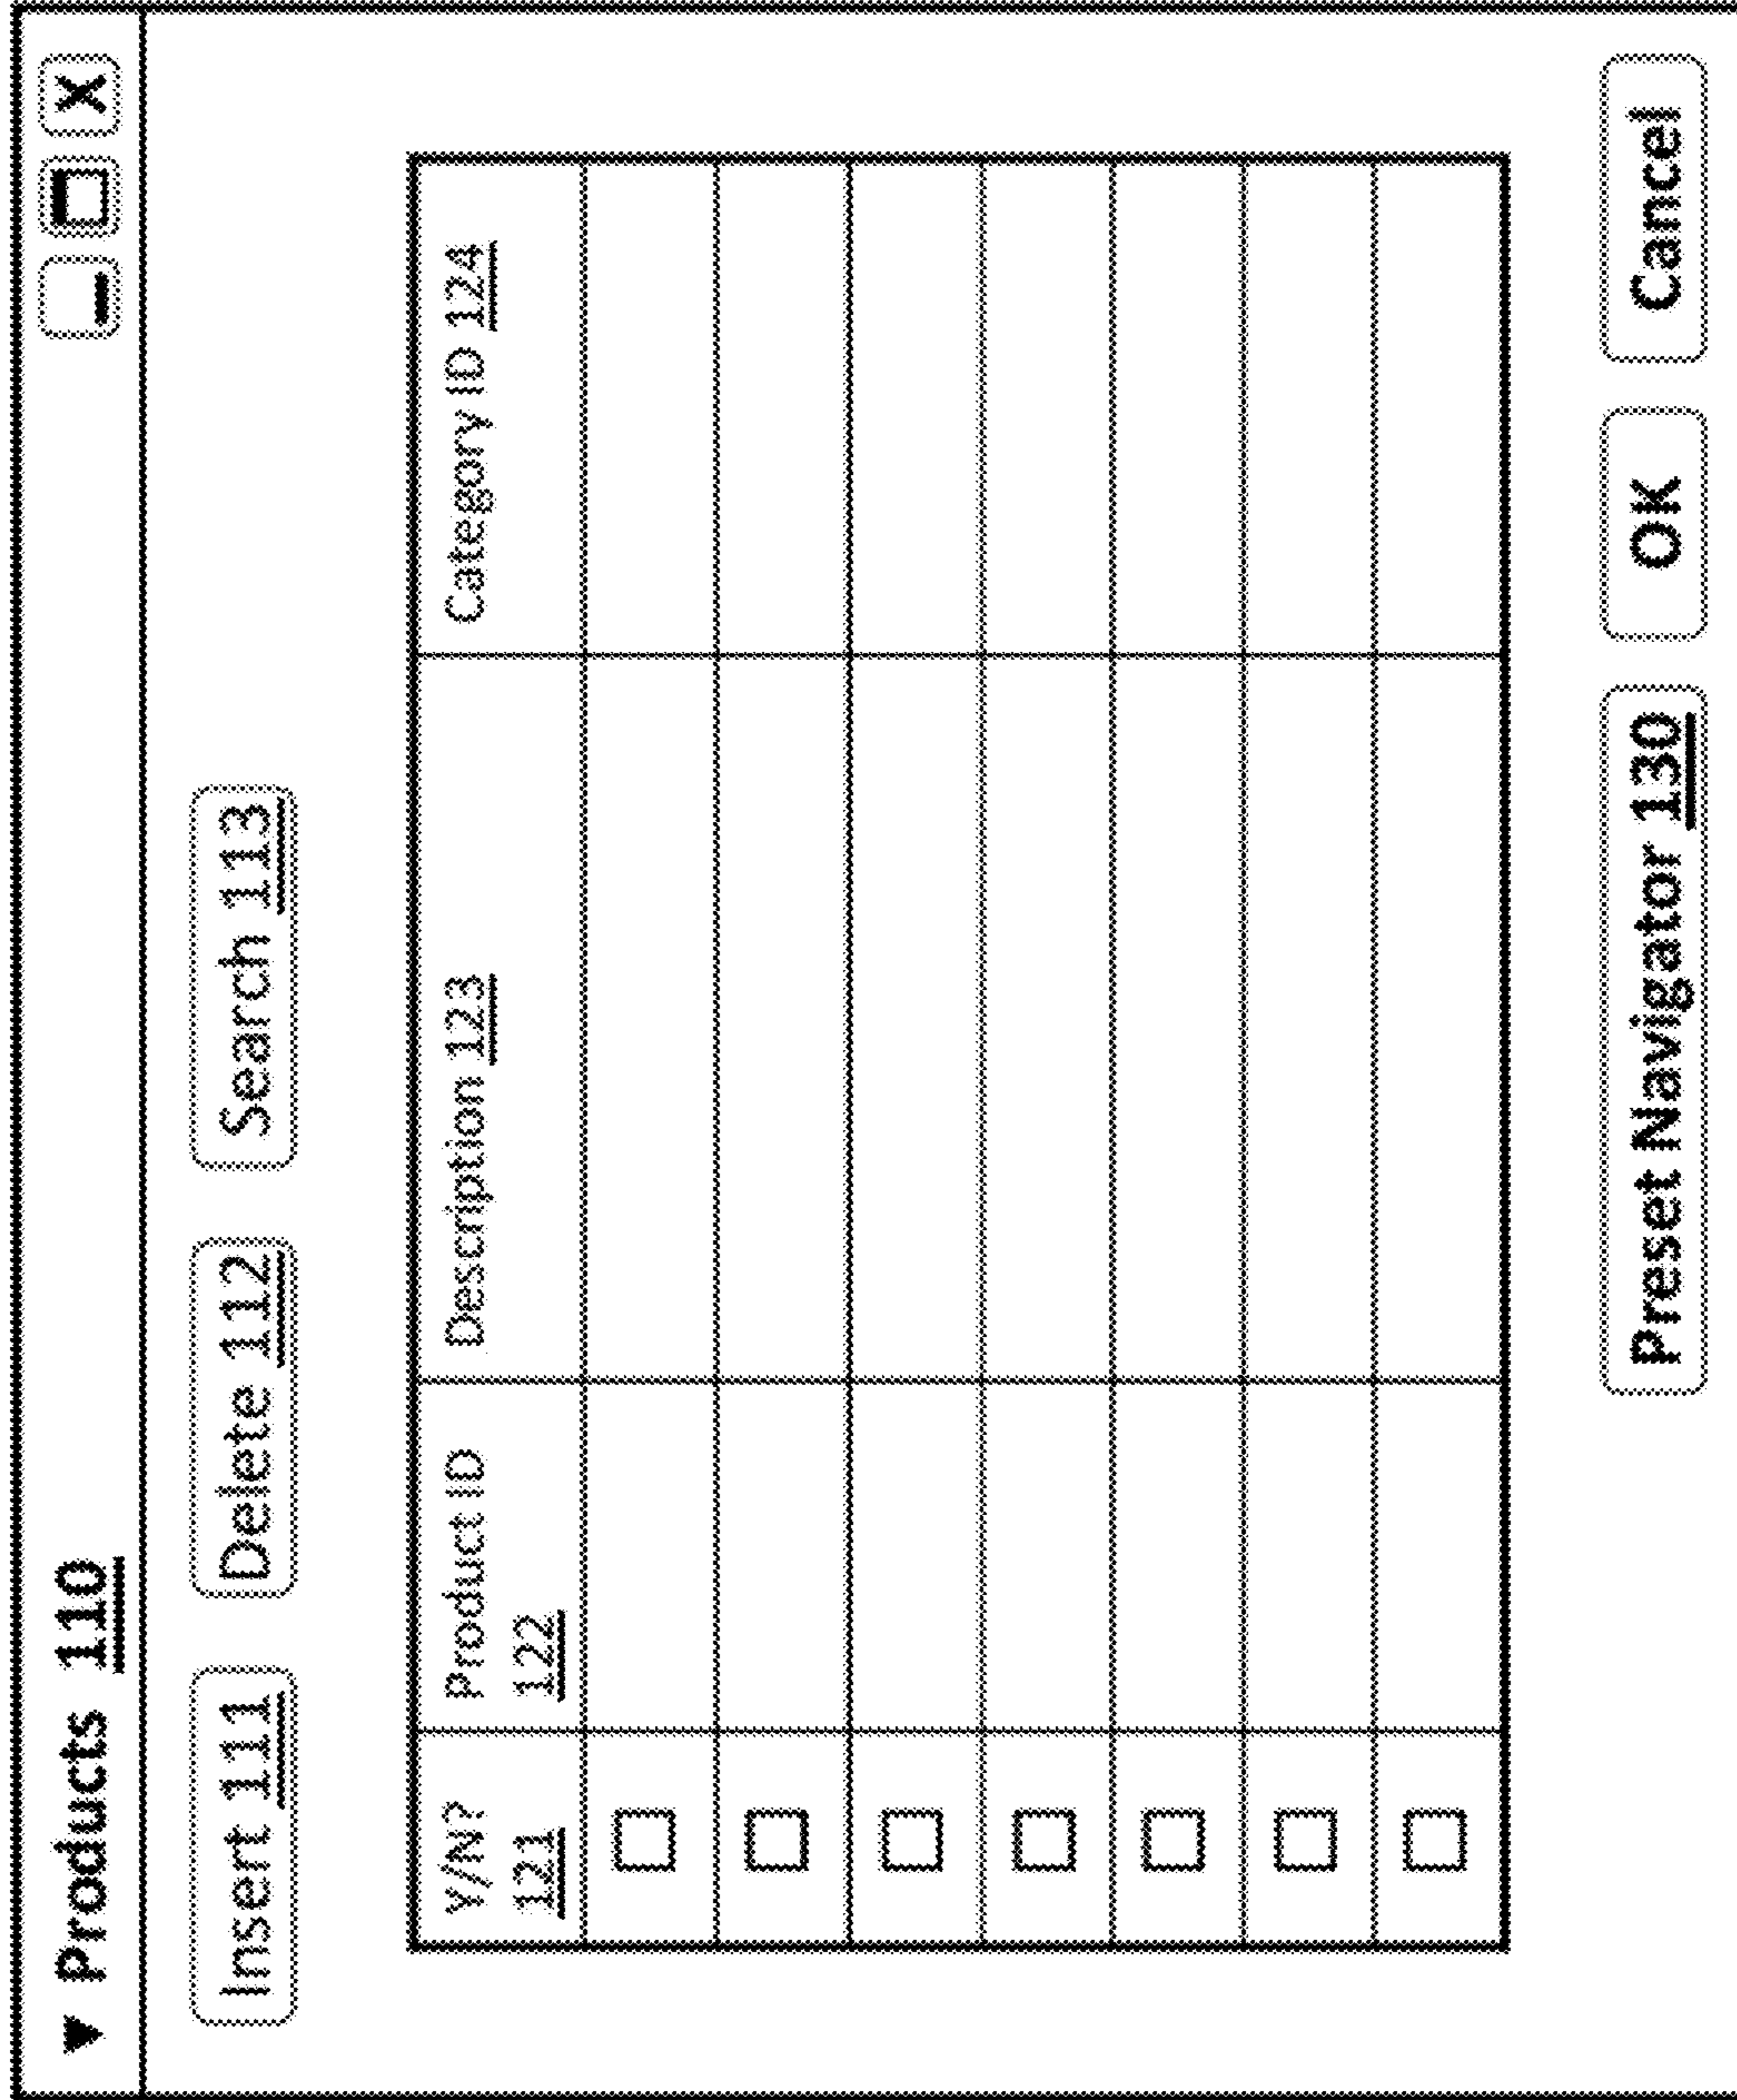 ▼ Products 110
X
Insert 111 Delete 112 Search 113
Y/N? 121 Product ID 122 Description 123 Category ID 124
Preset Navigator 130 OK Cancel